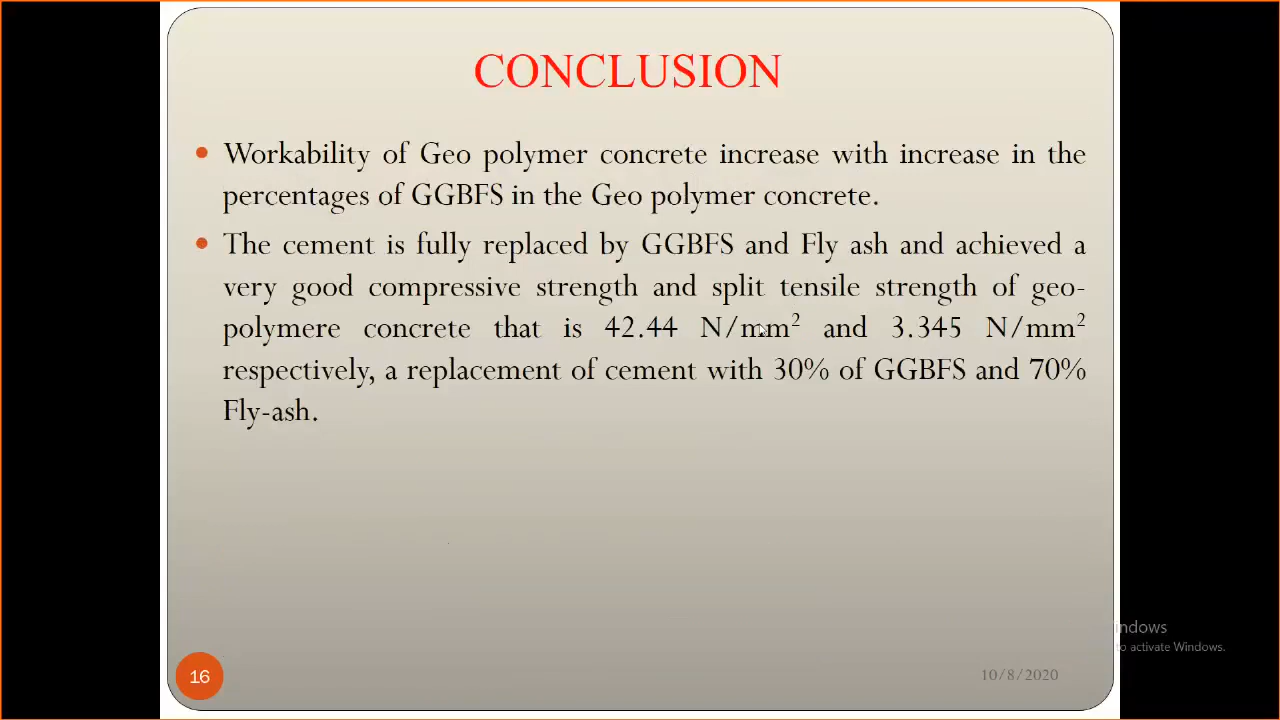 CONCLUSION
Workability of Geo polymer concrete increase with increase in the
percentages of GGBFS in the Geo polymer concrete.
The cement is fully replaced by GGBFS and Fly ash and achieved a
very good compressive strength and split tensile strength of geo-
polymere concrete that is 42.44 N/mm² and 3.345 N/mm²
respectively, a replacement of cement with 30% of GGBFS and 70%
Fly-ash.
indows
to activate Windows.
16
10/8/2020